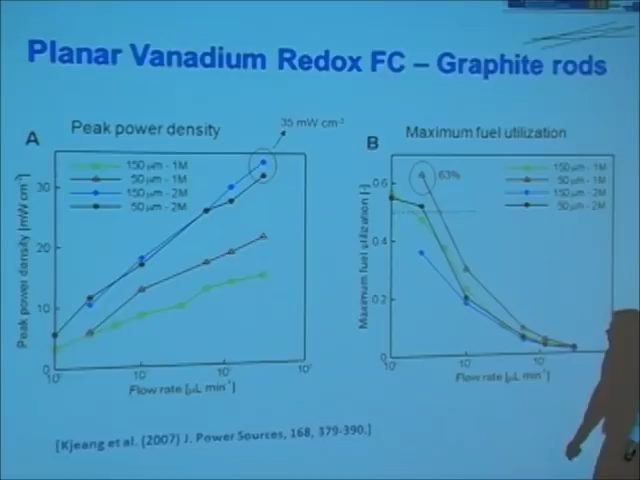 Planar Vanadium Redox FC – Graphite rods
A
Peak power density
35 mW cm⁻²
150 µm - 1M
50 µm - 1M
150 µm - 2M
50 µm - 2M
Peak power density [mW cm⁻¹]
30
20
10
0
Flow rate [µL min⁻¹]
B
Maximum fuel utilization
63%
150 µm - 1M
50 µm - 1M
150 µm - 2M
50 µm - 2M
Maximum fuel utilization [-]
0.6
0.4
0.2
0
Flow rate [µL min⁻¹]
[Kjeang et al. (2007) J. Power Sources, 168, 379-390.]